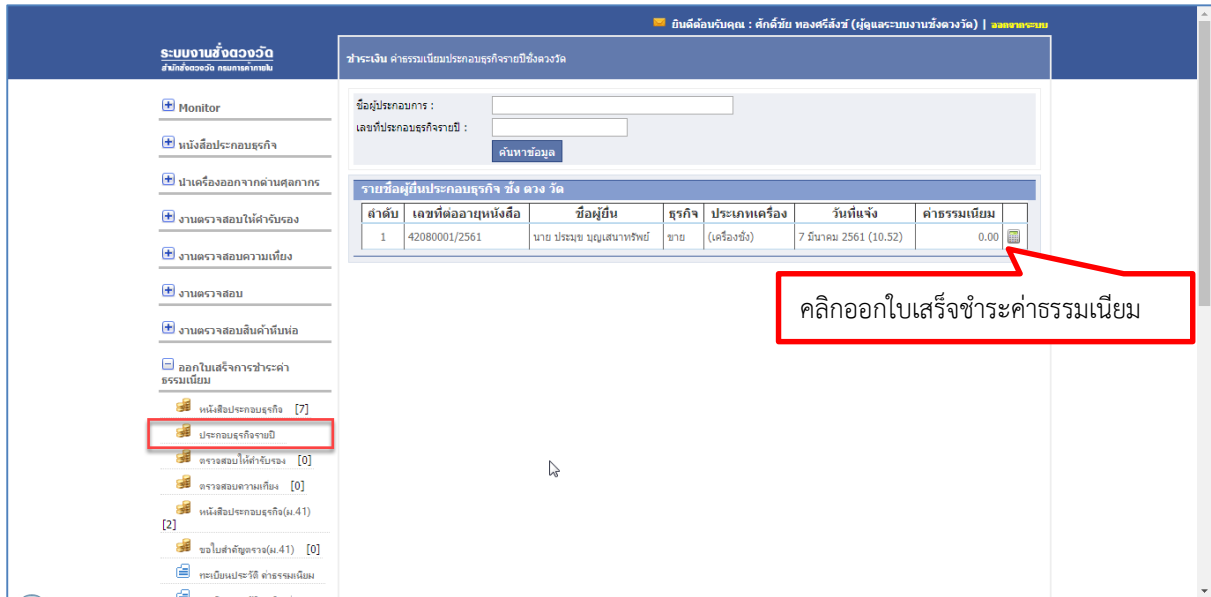 ยินดีต้อนรับคุณ : ศักดิ์ชัย ทองศรีสังข์ (ผู้ดูแลระบบงานชั่งตวงวัด) | ออกจากระบบ
ระบบงานชั่งตวงวัด
สำนักชั่งตวงวัด กรมการค้าภายใน
ชำระเงิน ค่าธรรมเนียมประกอบธุรกิจรายปีชั่งตวงวัด
Monitor
หนังสือประกอบธุรกิจ
นำเครื่องออกจากด่านศุลกากร
งานตรวจสอบให้คำรับรอง
งานตรวจสอบความเที่ยง
งานตรวจสอบ
งานตรวจสอบสินค้าหีบห่อ
ออกใบเสร็จการชำระค่า
ธรรมเนียม
หนังสือประกอบธุรกิจ [7]
ประกอบธุรกิจรายปี
ตรวจสอบให้คำรับรอง [0]
ตรวจสอบความเที่ยง [0]
หนังสือประกอบธุรกิจ(ม.41)
[2]
ขอใบสำคัญตรวจ(ม.41) [0]
ทะเบียนประวัติ ค่าธรรมเนียม
ชื่อผู้ประกอบการ :
เลขที่ประกอบธุรกิจรายปี :
ค้นหาข้อมูล
รายชื่อผู้ยื่นประกอบธุรกิจ ชั่ง ตวง วัด
ลำดับ เลขที่ต่ออายุหนังสือ ชื่อผู้ยื่น ธุรกิจ ประเภทเครื่อง วันที่แจ้ง ค่าธรรมเนียม
1 42080001/2561 นาย ประมุข บุญเสนาทรัพย์ ขาย (เครื่องชั่ง) 7 มีนาคม 2561 (10.52) 0.00
คลิกออกใบเสร็จชำระค่าธรรมเนียม